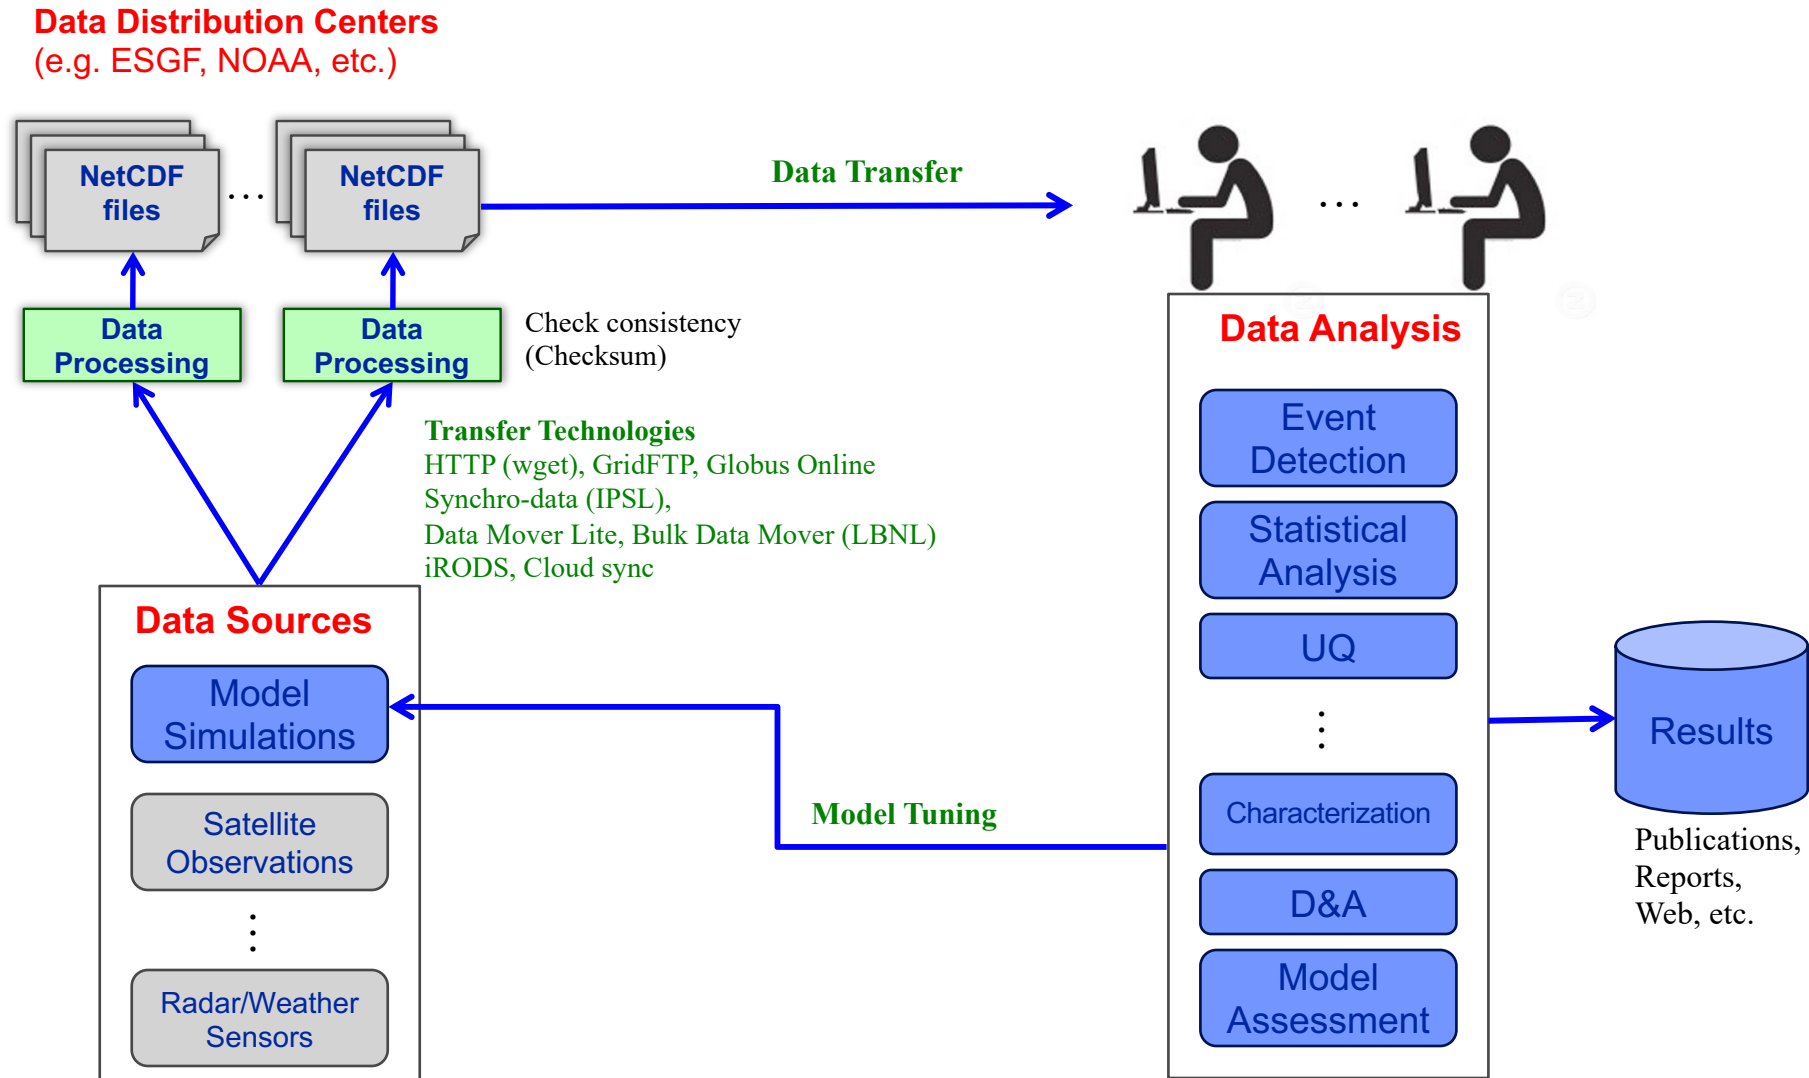 Data Distribution Centers
(e.g. ESGF, NOAA, etc.)
NetCDF
files
...
NetCDF
files
Data Transfer
...
Data
Processing
Data
Processing
Check consistency
(Checksum)
Transfer Technologies
HTTP (wget), GridFTP, Globus Online
Synchro-data (IPSL),
Data Mover Lite, Bulk Data Mover (LBNL)
iRODS, Cloud sync
Data Sources
Model
Simulations
Satellite
Observations
⋮
Radar/Weather
Sensors
Model Tuning
Data Analysis
Event
Detection
Statistical
Analysis
UQ
⋮
Characterization
D&A
Model
Assessment
Results
Publications,
Reports,
Web, etc.